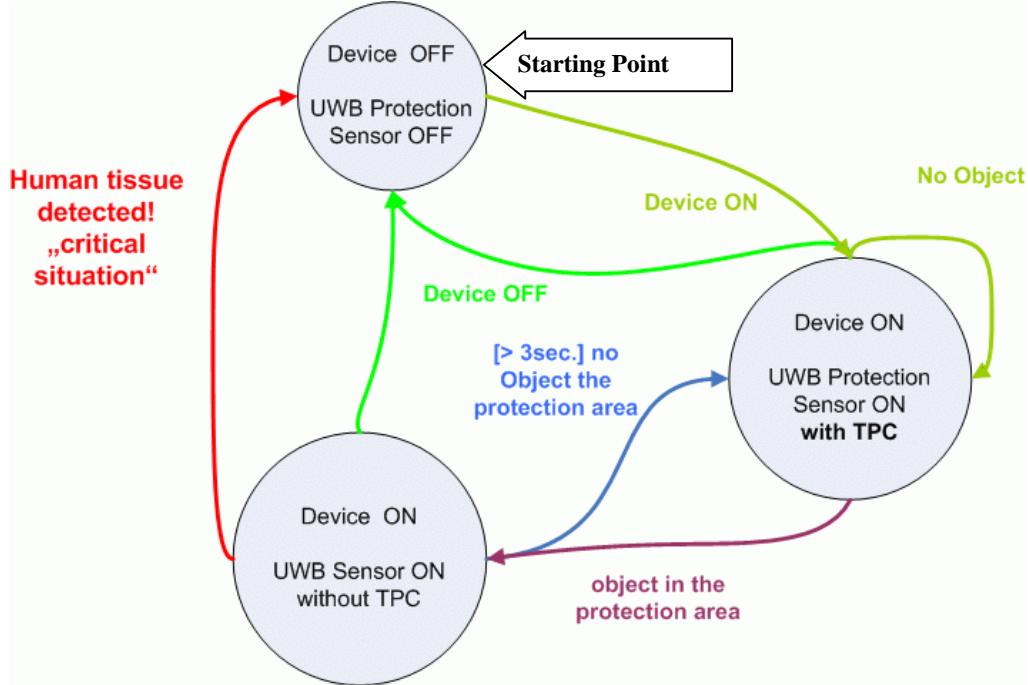 Device OFF
UWB Protection
Sensor OFF
Starting Point
Human tissue
detected!
„critical
situation“
Device ON
No Object
Device OFF
[> 3sec.] no
Object the
protection area
Device ON
UWB Protection
Sensor ON
with TPC
Device ON
UWB Sensor ON
without TPC
object in the
protection area